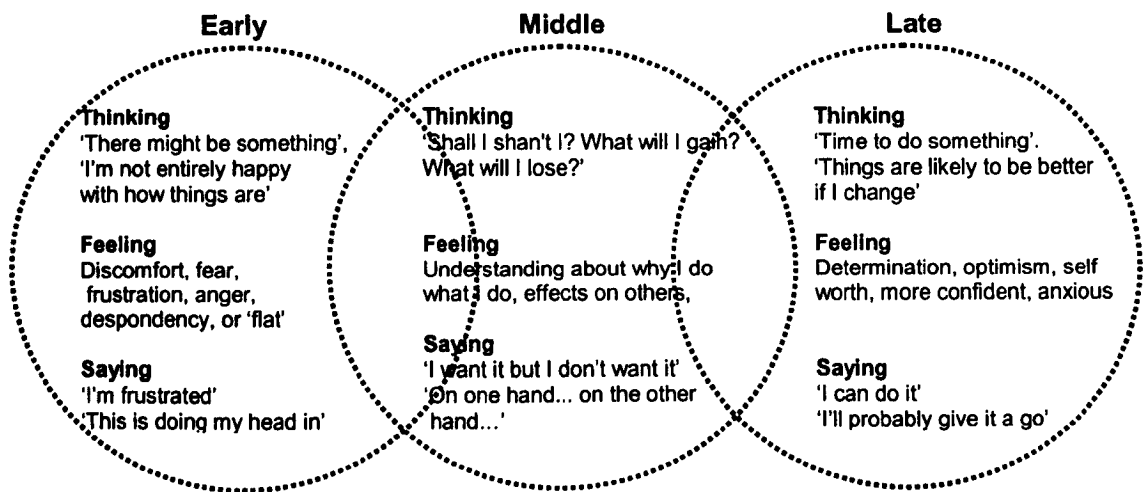 Early
Middle
Late
Thinking
'There might be something',
'I'm not entirely happy
with how things are'
Feeling
Discomfort, fear,
frustration, anger,
despondency, or 'flat'
Saying
'I'm frustrated'
'This is doing my head in'
Thinking
'Shall I shan't I? What will I gain?
What will I lose?'
Feeling
Understanding about why I do
what I do, effects on others,
Saying
'I want it but I don't want it'
'On one hand... on the other
hand...'
Thinking
'Time to do something'.
'Things are likely to be better
if I change'
Feeling
Determination, optimism, self
worth, more confident, anxious
Saying
'I can do it'
'I'll probably give it a go'